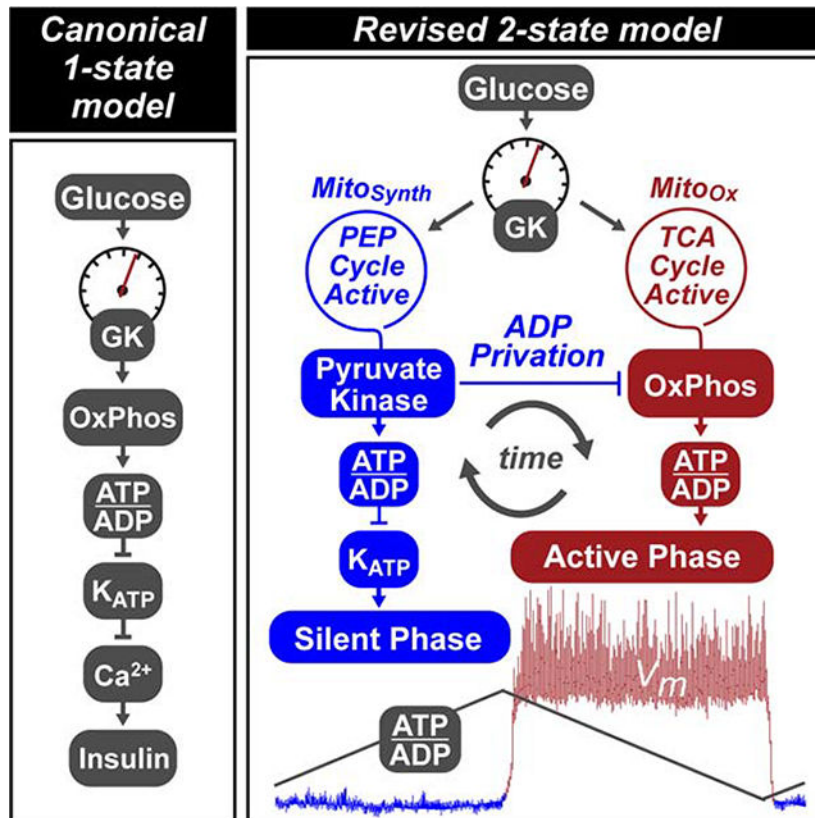 Canonical
1-state
model
Glucose
GK
OxPhos
ATP
ADP
KATP
Ca2+
Insulin
Revised 2-state model
Glucose
GK
MitoSynth
PEP
Cycle
Active
MitoOx
TCA
Cycle
Active
ADP
Privation
Pyruvate
Kinase
OxPhos
time
ATP
ADP
ATP
ADP
KATP
Active Phase
Silent Phase
Vm
ATP
ADP